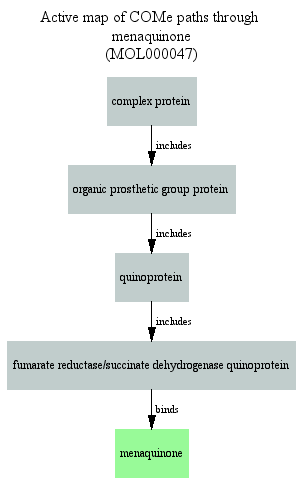 Active map of COMe paths through
menaquinone
(MOL000047)
complex protein
includes
organic prosthetic group protein
includes
quinoprotein
includes
fumarate reductase/succinate dehydrogenase quinoprotein
binds
menaquinone